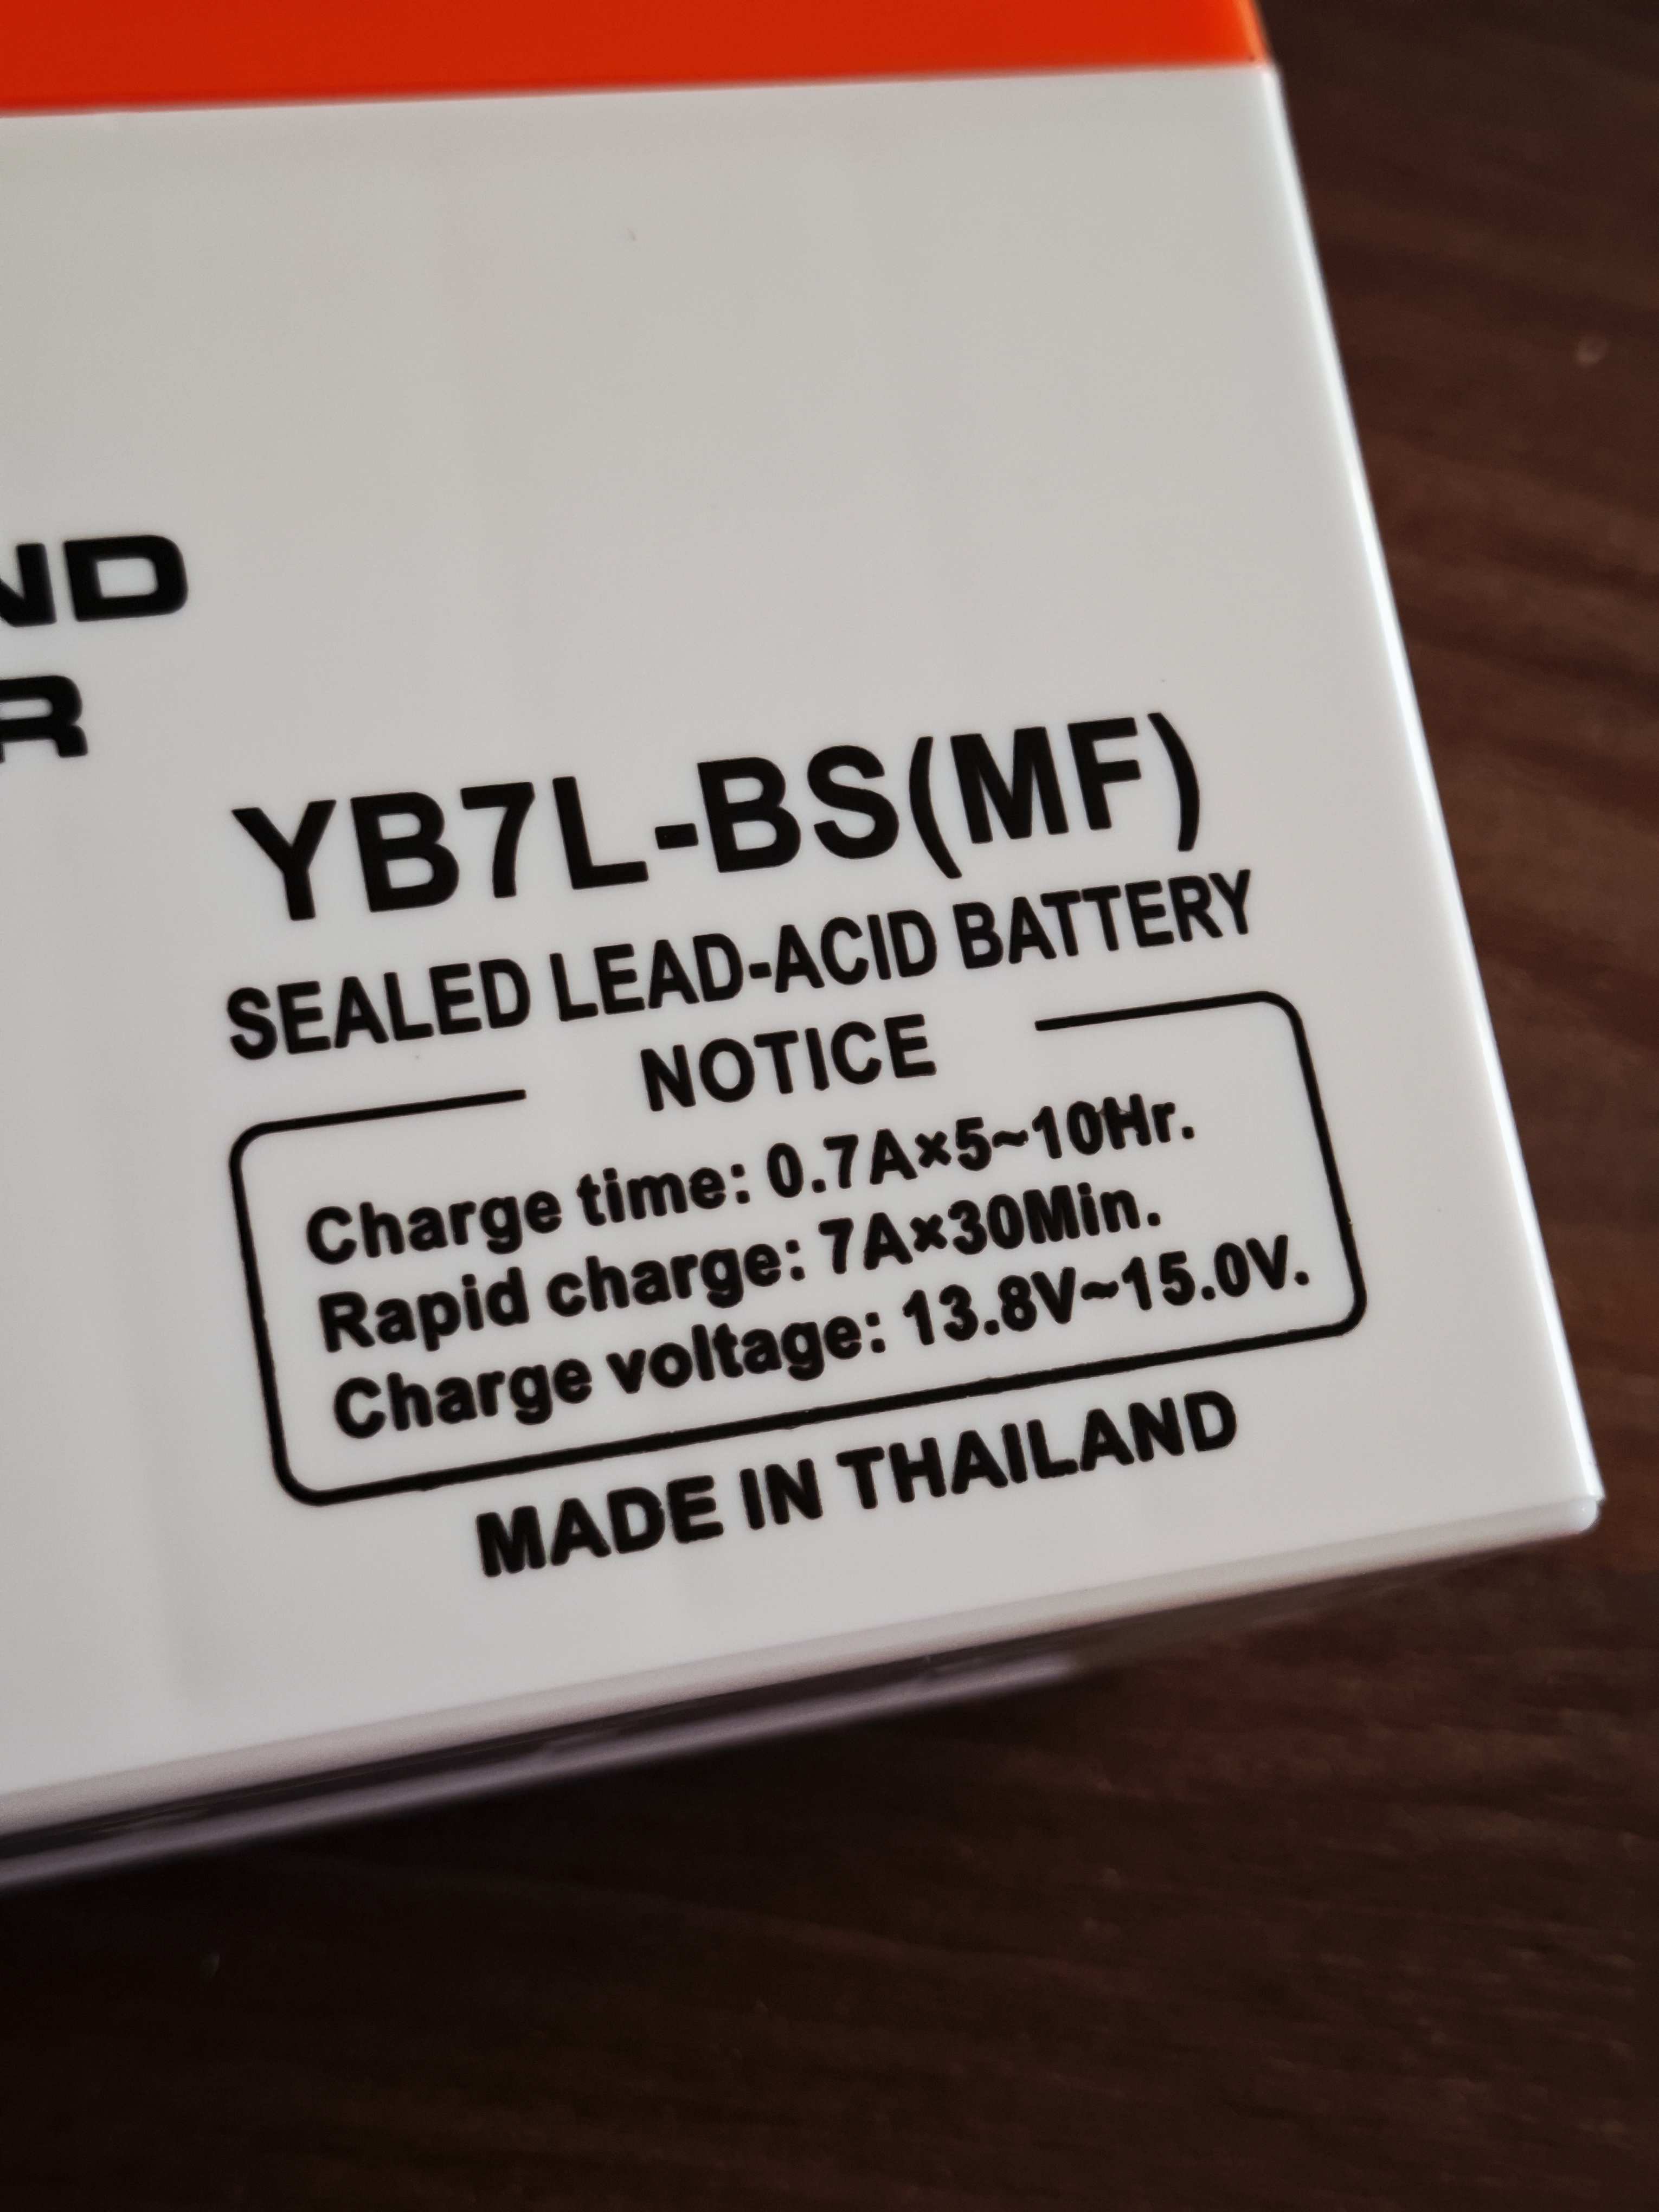 YB7L-BS(MF)
SEALED LEAD-ACID BATTERY
NOTICE
Charge time: 0.7A×5~10Hr.
Rapid charge: 7A×30Min.
Charge voltage: 13.8V~15.0V.
MADE IN THAILAND